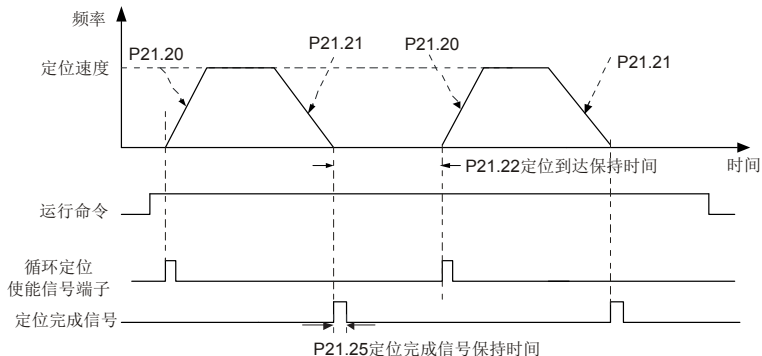 频率
P21.20
P21.21
P21.20
P21.21
定位速度
P21.22定位到达保持时间
时间
运行命令
循环定位
使能信号端子
定位完成信号
P21.25定位完成信号保持时间